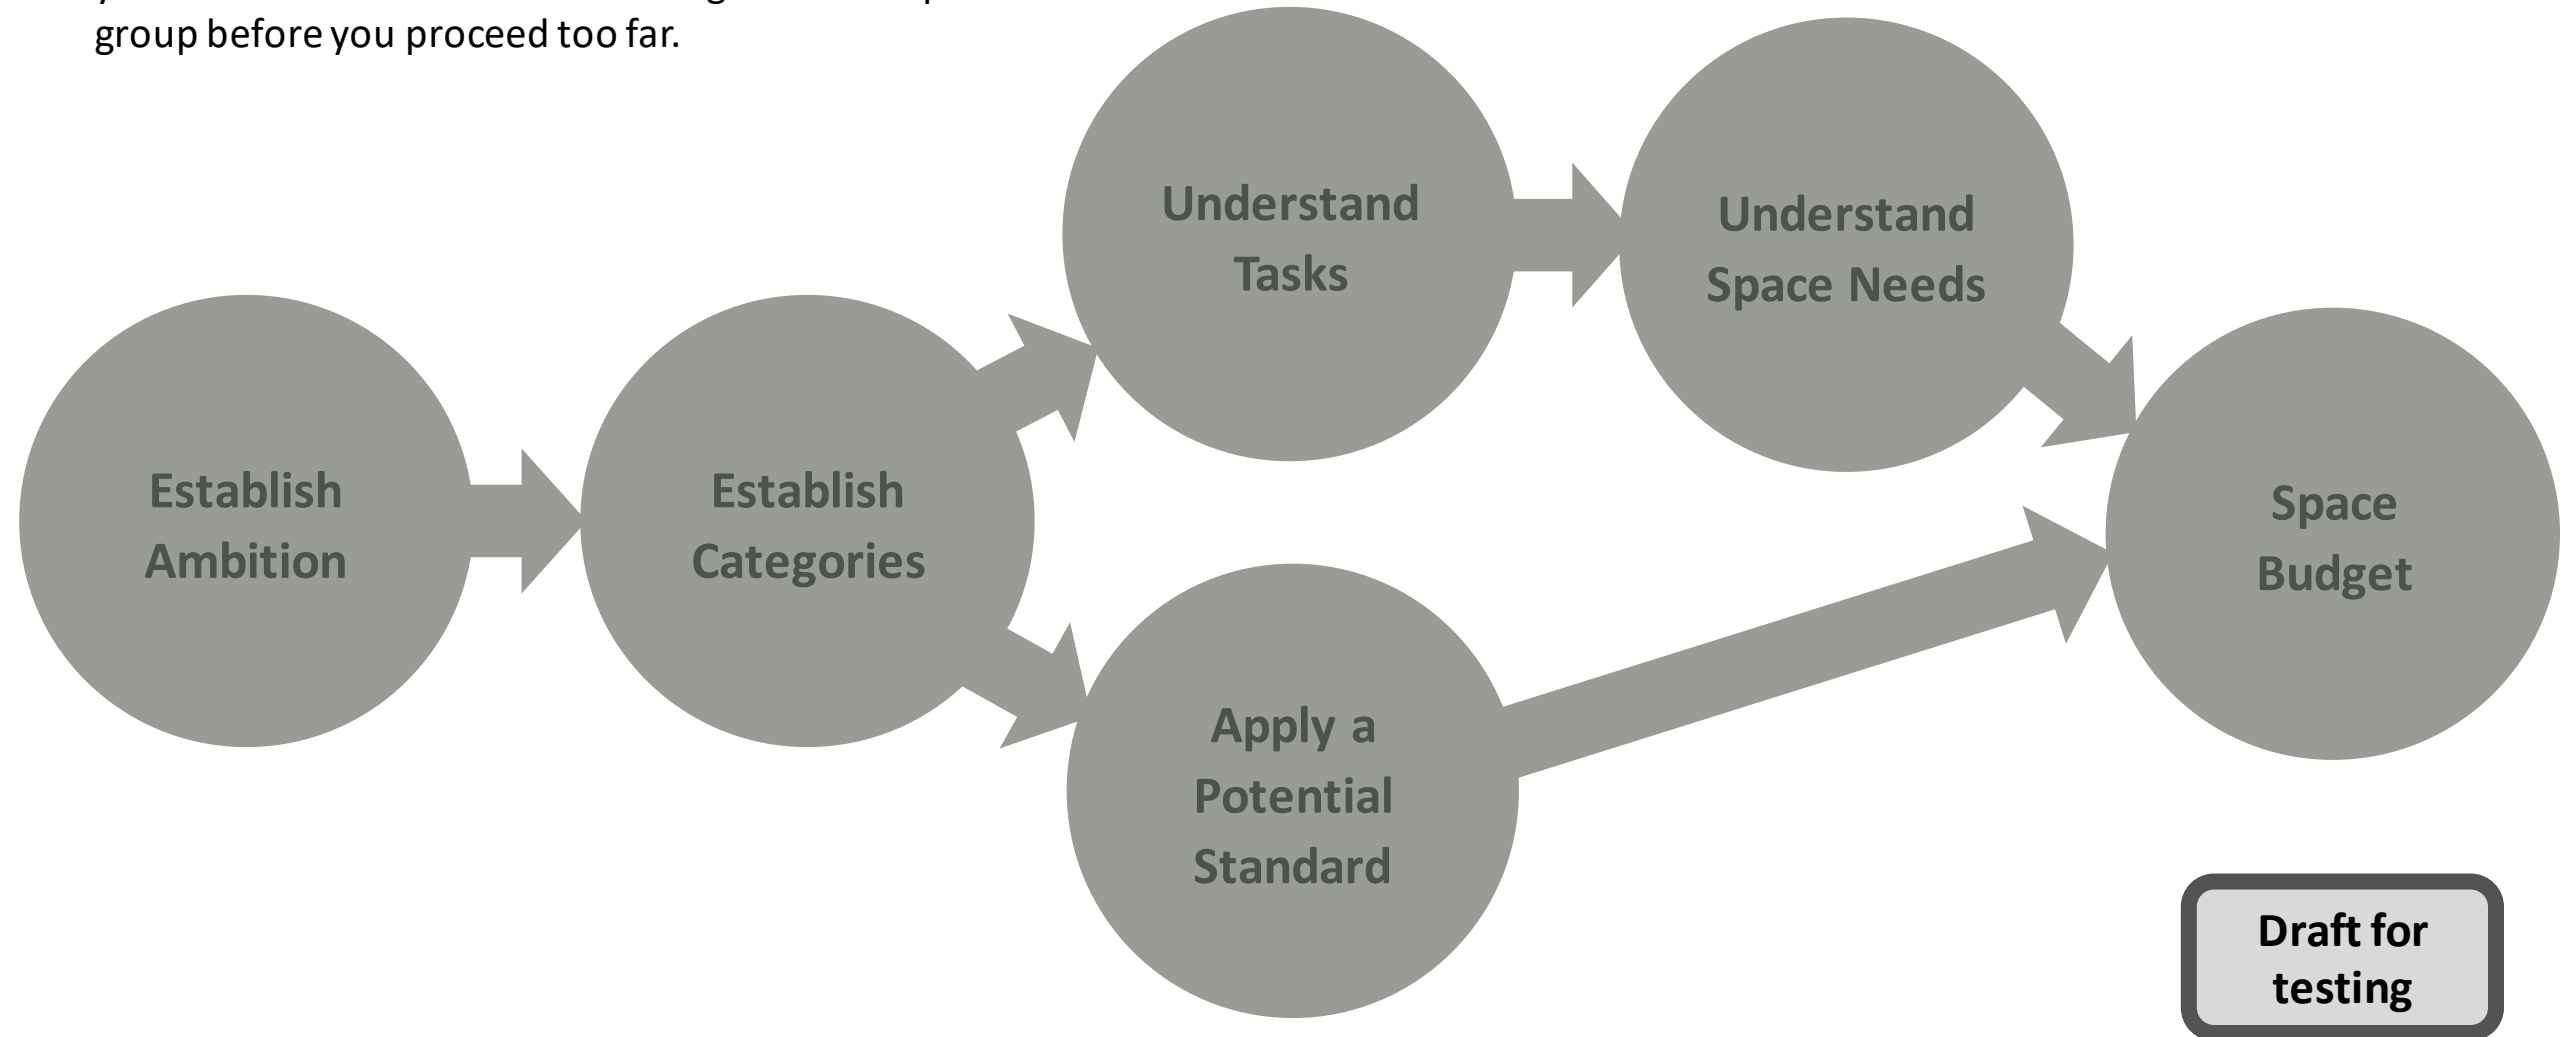 group before you proceed too far.
Understand
Tasks
Understand
Space Needs
Establish
Ambition
Establish
Categories
Space
Budget
Apply a
Potential
Standard
Draft for
testing